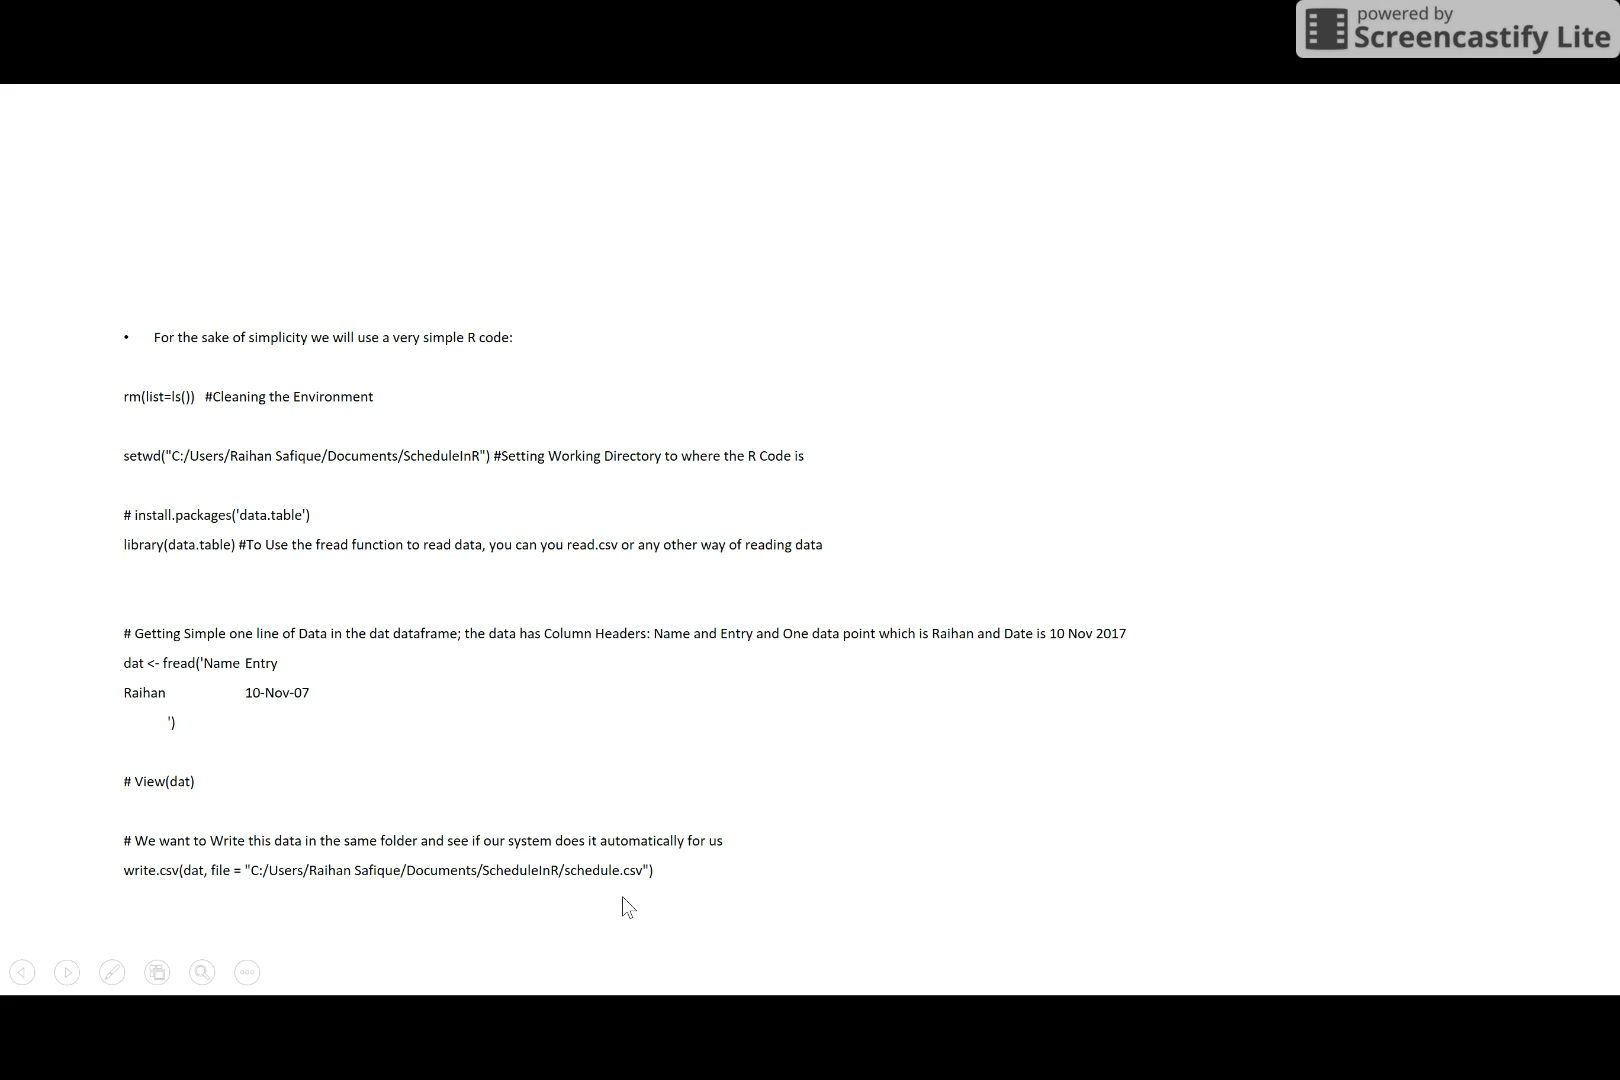 powered by
Screencastify Lite
• For the sake of simplicity we will use a very simple R code:
rm(list=ls()) #Cleaning the Environment
setwd("C:/Users/Raihan Safique/Documents/ScheduleInR") #Setting Working Directory to where the R Code is
# install.packages('data.table')
library(data.table) #To Use the fread function to read data, you can you read.csv or any other way of reading data
# Getting Simple one line of Data in the dat dataframe; the data has Column Headers: Name and Entry and One data point which is Raihan and Date is 10 Nov 2017
dat <- fread('Name Entry
Raihan 10-Nov-07
')
# View(dat)
# We want to Write this data in the same folder and see if our system does it automatically for us
write.csv(dat, file = "C:/Users/Raihan Safique/Documents/ScheduleInR/schedule.csv")